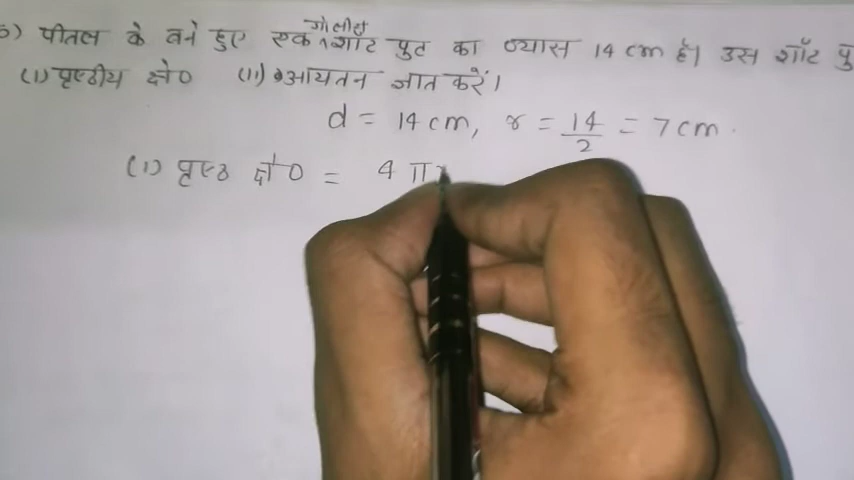 पीतल के बने हुए एक गोलीय शॉट पुट का व्यास 14 cm है। उस शॉट पु
(i) पृष्ठीय क्षे० (ii) आयतन ज्ञात करें।
d = 14 cm, r = 14/2 = 7 cm.
(i) पृष्ठ क्षे० = 4 π